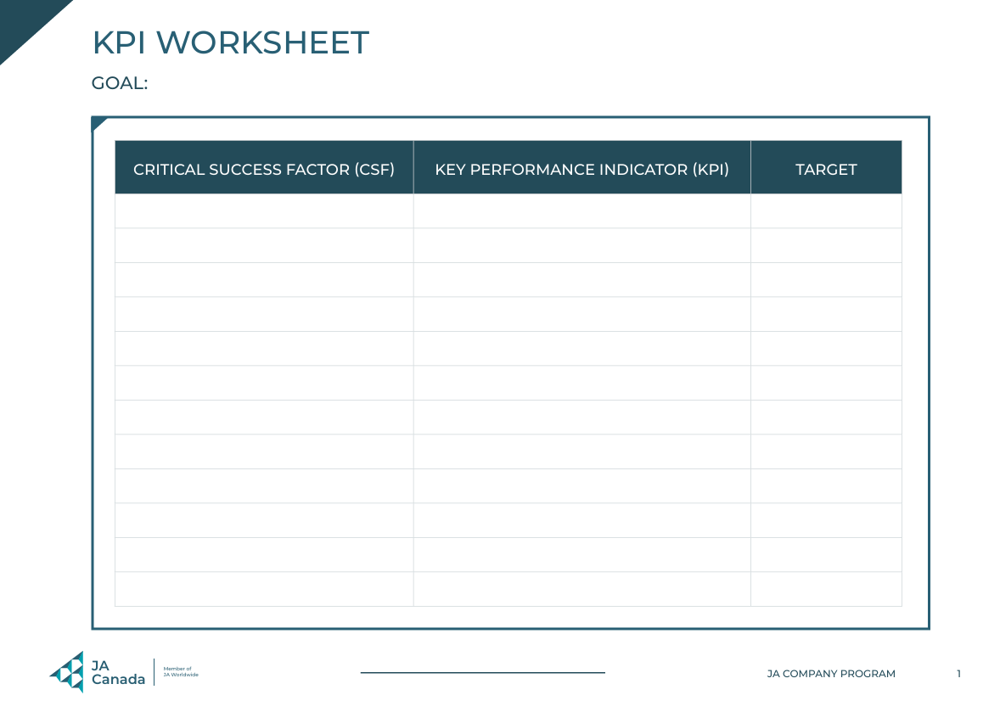 KPI WORKSHEET
GOAL:
CRITICAL SUCCESS FACTOR (CSF) KEY PERFORMANCE INDICATOR (KPI) TARGET
JA
Canada
Member of
JA Worldwide
JA COMPANY PROGRAM 1